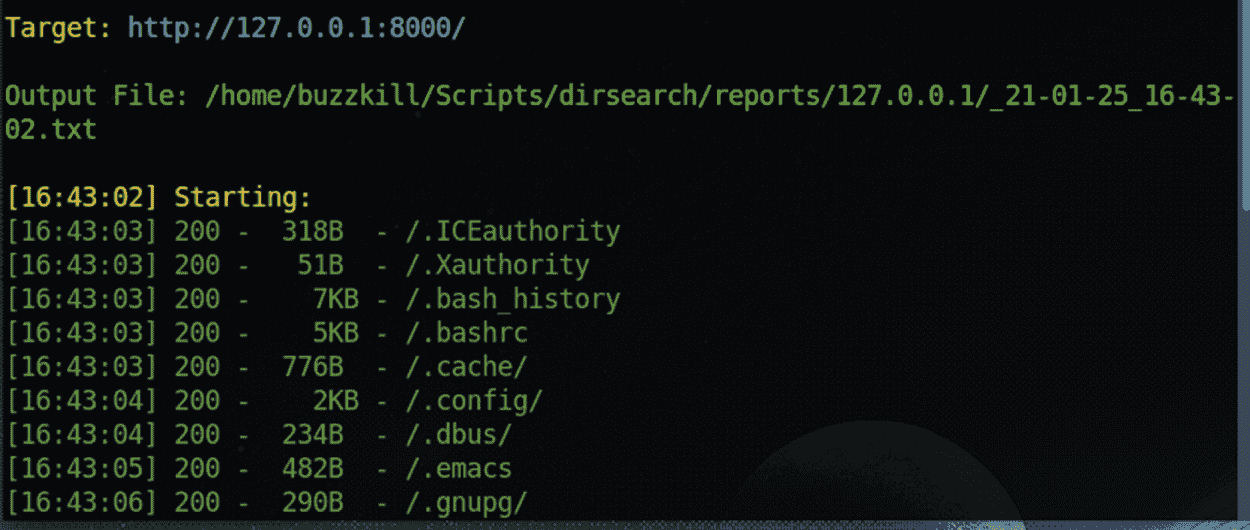 Target: http://127.0.0.1:8000/
Output File: /home/buzzkill/Scripts/dirsearch/reports/127.0.0.1/_21-01-25_16-43-
02.txt
[16:43:02] Starting:
[16:43:03] 200 -  318B  - /.ICEauthority
[16:43:03] 200 -   51B  - /.Xauthority
[16:43:03] 200 -    7KB - /.bash_history
[16:43:03] 200 -    5KB - /.bashrc
[16:43:03] 200 -  776B  - /.cache/
[16:43:04] 200 -    2KB - /.config/
[16:43:04] 200 -  234B  - /.dbus/
[16:43:05] 200 -  482B  - /.emacs
[16:43:06] 200 -  290B  - /.gnupg/